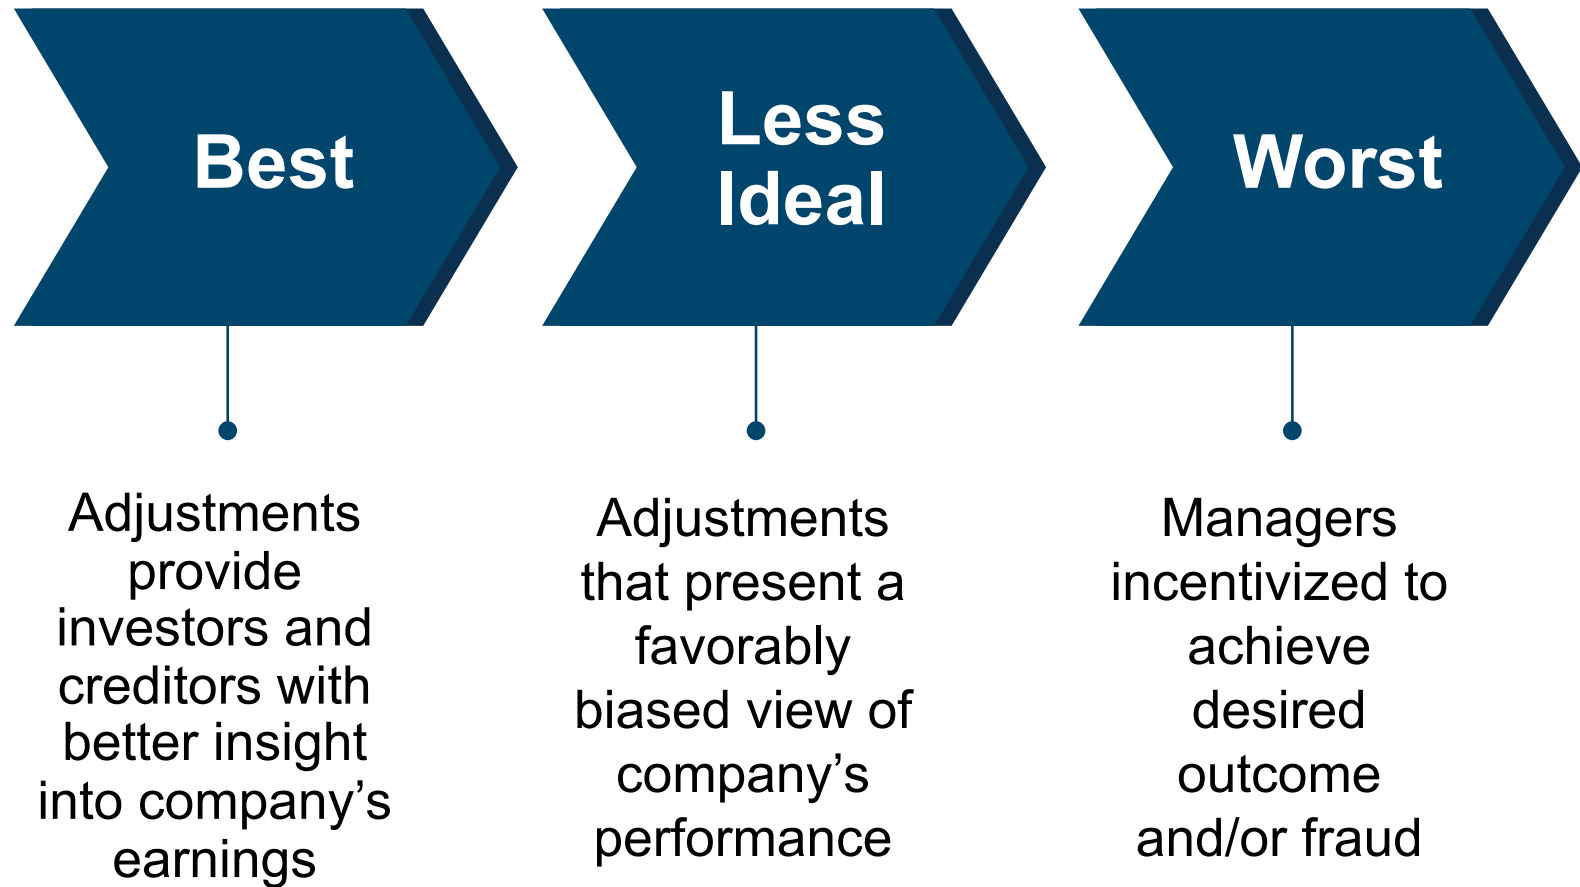 Best
Less
Ideal
Worst
Adjustments
provide
investors and
creditors with
better insight
into company’s
earnings
Adjustments
that present a
favorably
biased view of
company’s
performance
Managers
incentivized to
achieve
desired
outcome
and/or fraud